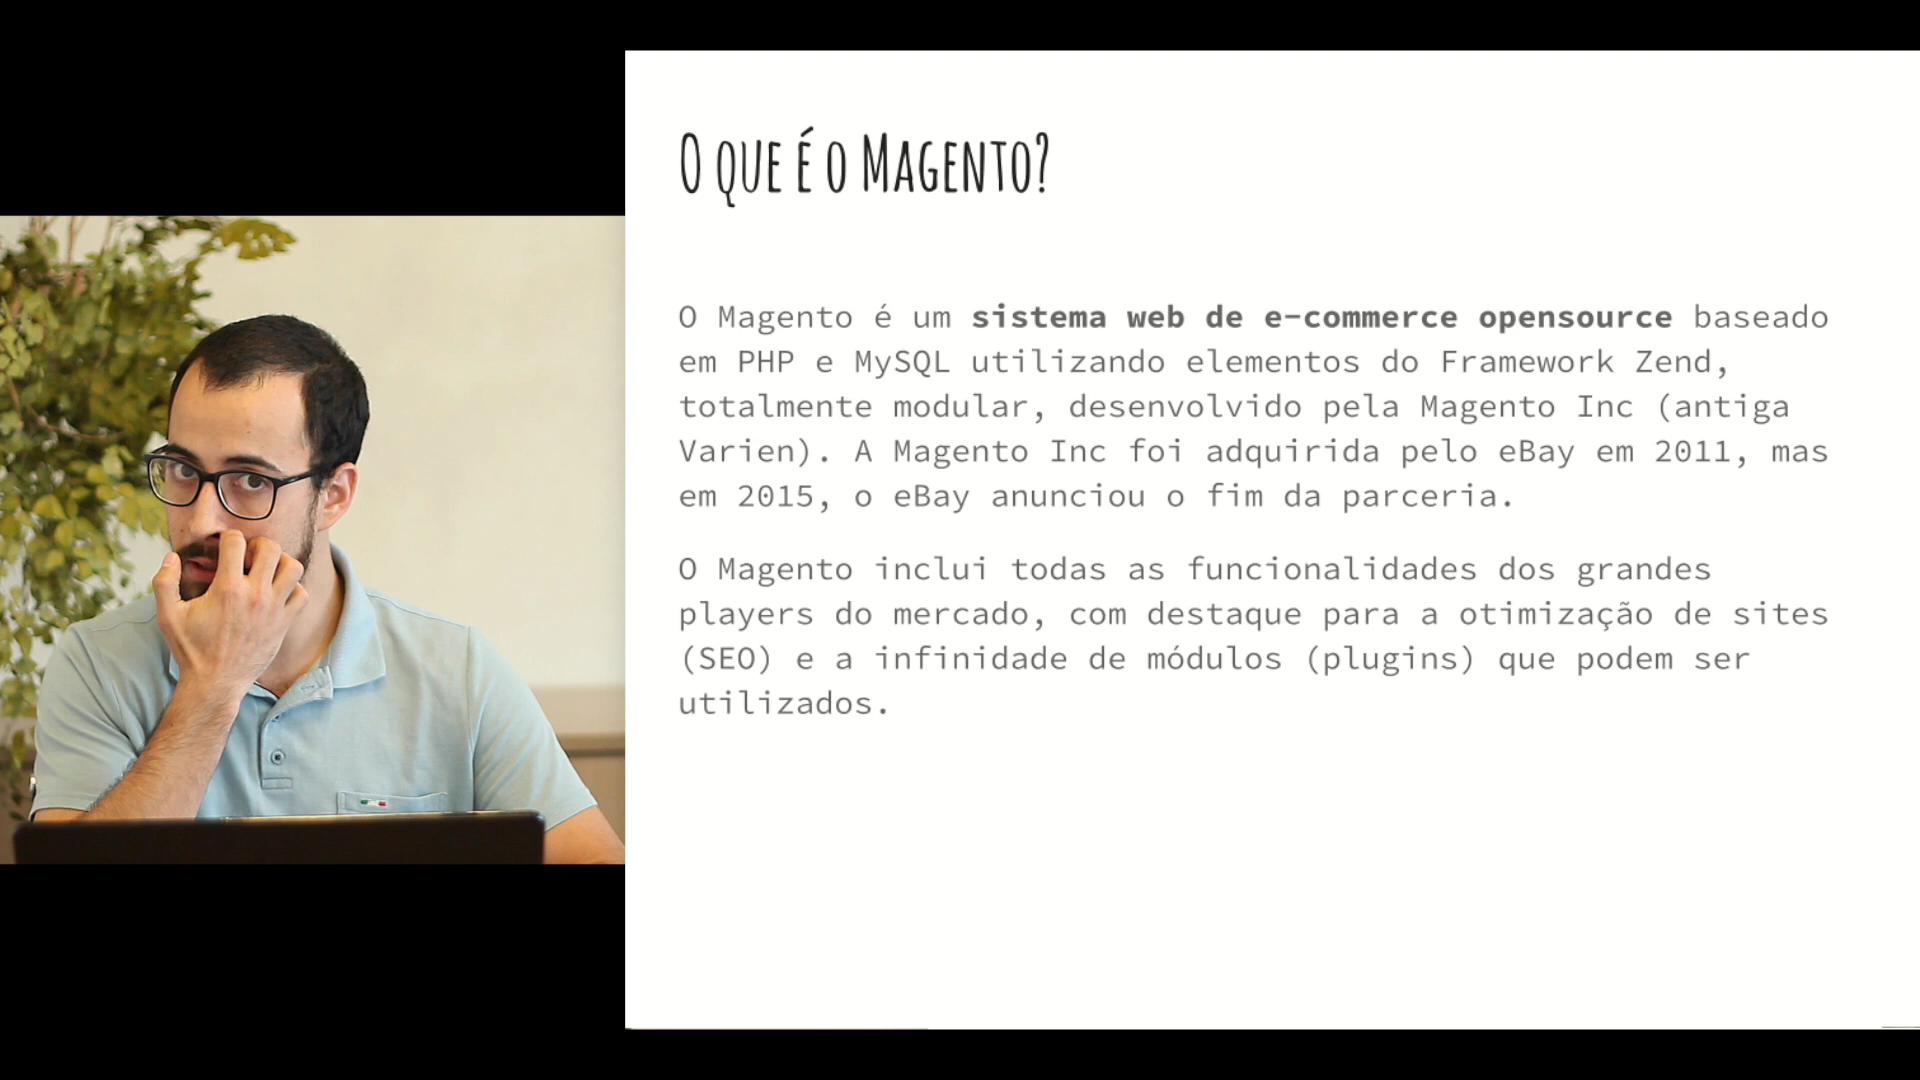 O que é o Magento?
O Magento é um sistema web de e-commerce opensource baseado
em PHP e MySQL utilizando elementos do Framework Zend,
totalmente modular, desenvolvido pela Magento Inc (antiga
Varien). A Magento Inc foi adquirida pelo eBay em 2011, mas
em 2015, o eBay anunciou o fim da parceria.
O Magento inclui todas as funcionalidades dos grandes
players do mercado, com destaque para a otimização de sites
(SEO) e a infinidade de módulos (plugins) que podem ser
utilizados.